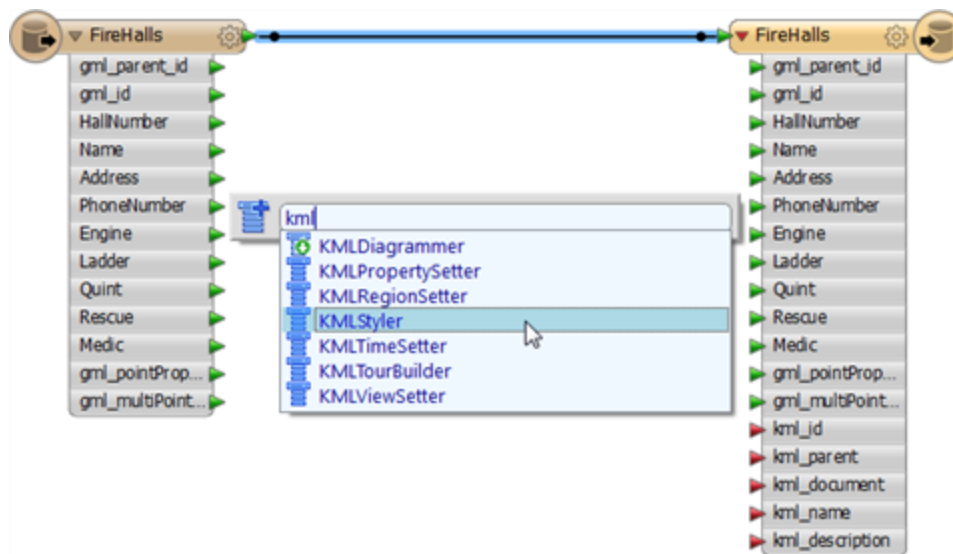 FireHalls
gml_parent_id
gml_id
HallNumber
Name
Address
PhoneNumber
Engine
Ladder
Quint
Rescue
Medic
gml_pointProp...
gml_multiPoint...
kml
KMLDiagrammer
KMLPropertySetter
KMLRegionSetter
KMLStyler
KMLTimeSetter
KMLTourBuilder
KMLViewSetter
FireHalls
gml_parent_id
gml_id
HallNumber
Name
Address
PhoneNumber
Engine
Ladder
Quint
Rescue
Medic
gml_pointProp...
gml_multiPoint...
kml_id
kml_parent
kml_document
kml_name
kml_description